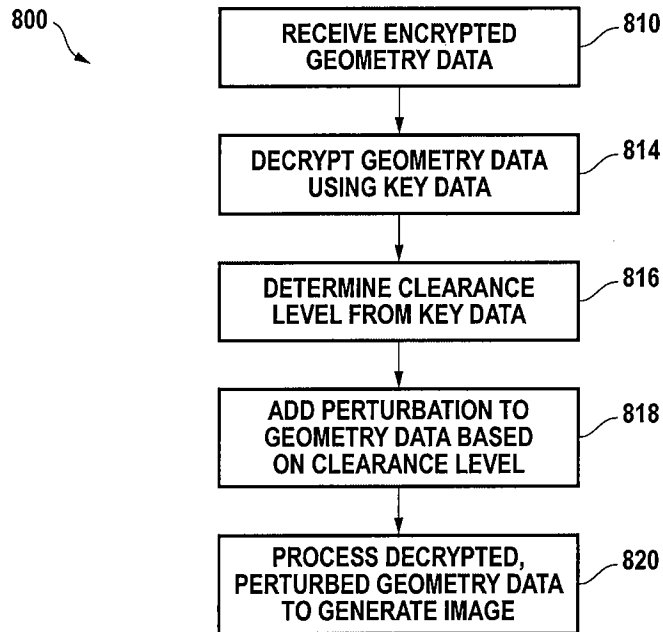 800
RECEIVE ENCRYPTED
GEOMETRY DATA
810
DECRYPT GEOMETRY DATA
USING KEY DATA
814
DETERMINE CLEARANCE
LEVEL FROM KEY DATA
816
ADD PERTURBATION TO
GEOMETRY DATA BASED
ON CLEARANCE LEVEL
818
PROCESS DECRYPTED,
PERTURBED GEOMETRY DATA
TO GENERATE IMAGE
820